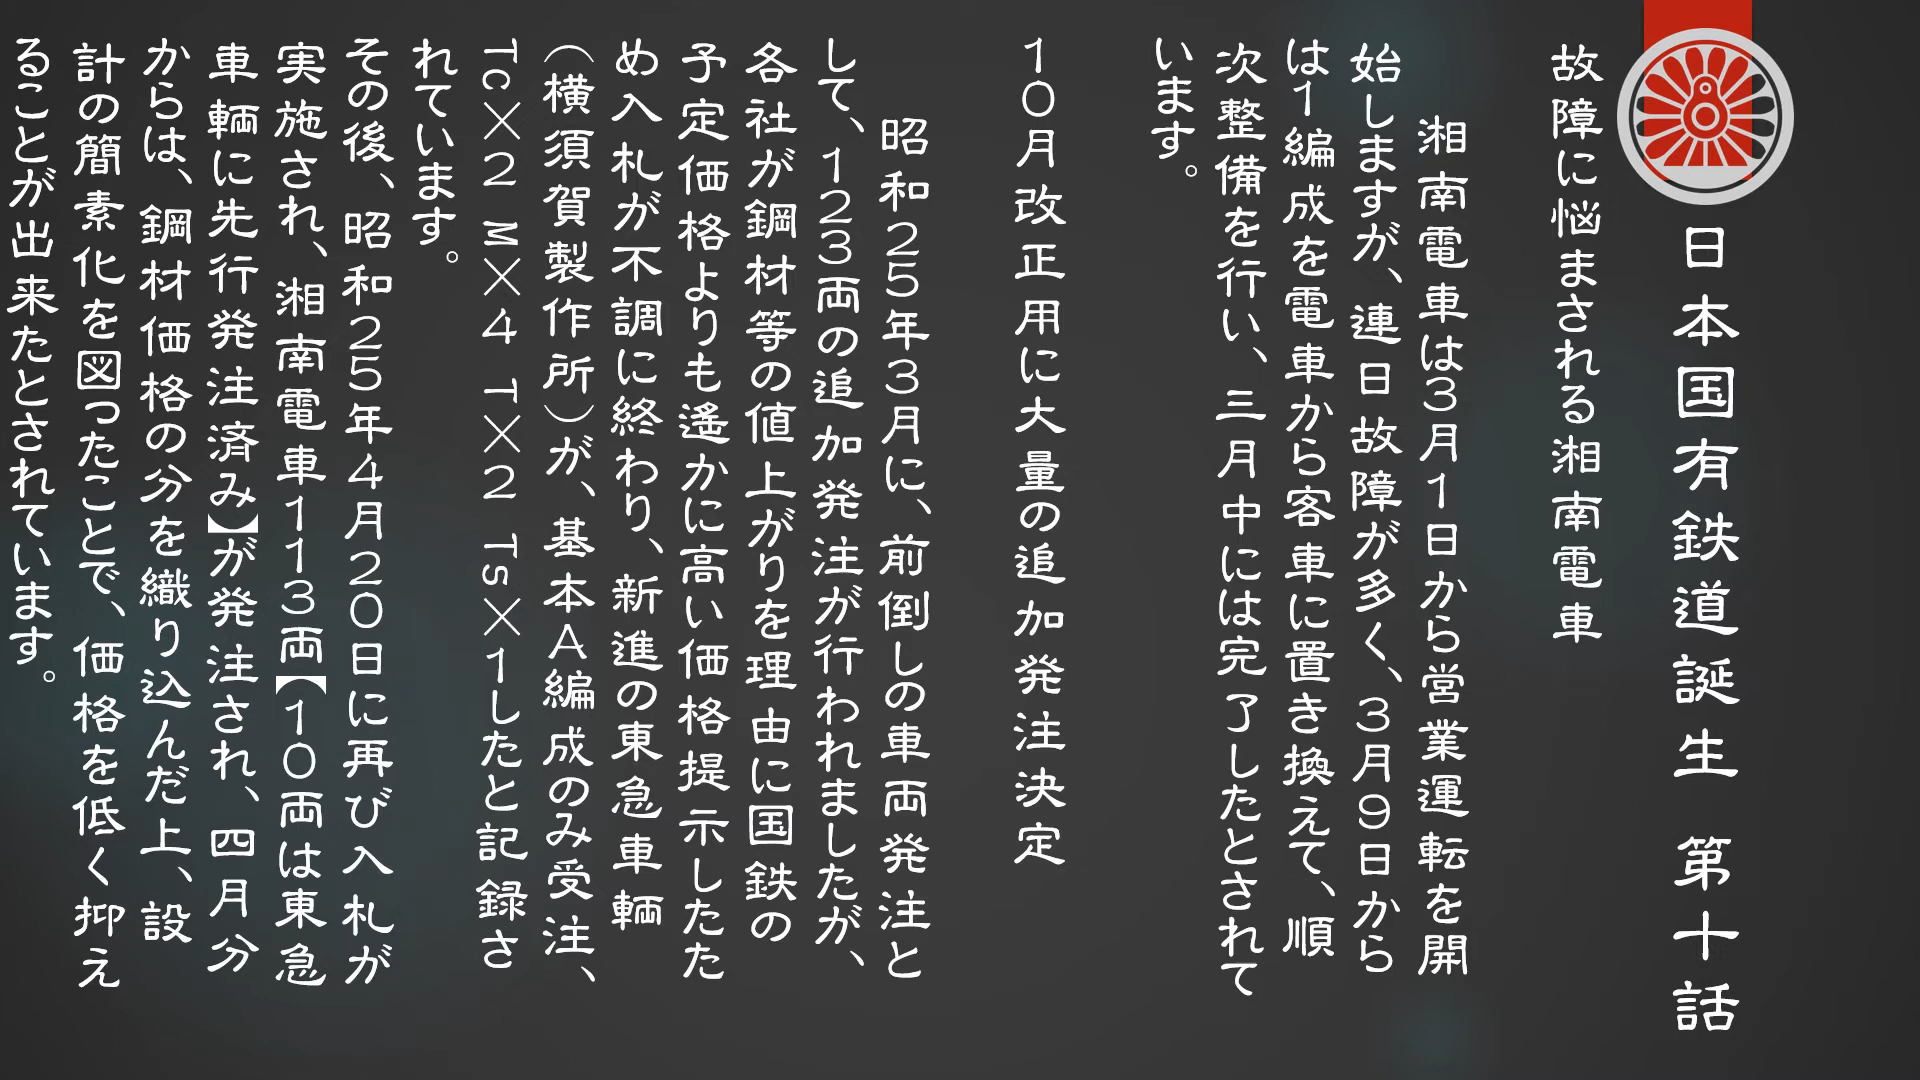 日本国有鉄道誕生　第十話
故障に悩まされる湘南電車
湘南電車は３月１日から営業運転を開
始しますが、連日故障が多く、３月９日から
は１編成を電車から客車に置き換えて、順
次整備を行い、三月中には完了したとされて
います。
１０月改正用に大量の追加発注決定
昭和２５年３月に、前倒しの車両発注と
して、１２３両の追加発注が行われましたが、
各社が鋼材等の値上がりを理由に国鉄の
予定価格よりも遙かに高い価格提示したた
め入札が不調に終わり、新進の東急車輌
（横須賀製作所）が、基本Ａ編成のみ受注、
Tc×２ M×４ T×２ Ts×１したと記録さ
れています。
その後、昭和２５年４月２０日に再び入札が
実施され、湘南電車１１３両【１０両は東急
車輌に先行発注済み】が発注され、四月分
からは、鋼材価格の分を織り込んだ上、設
計の簡素化を図ったことで、価格を低く抑え
ることが出来たとされています。